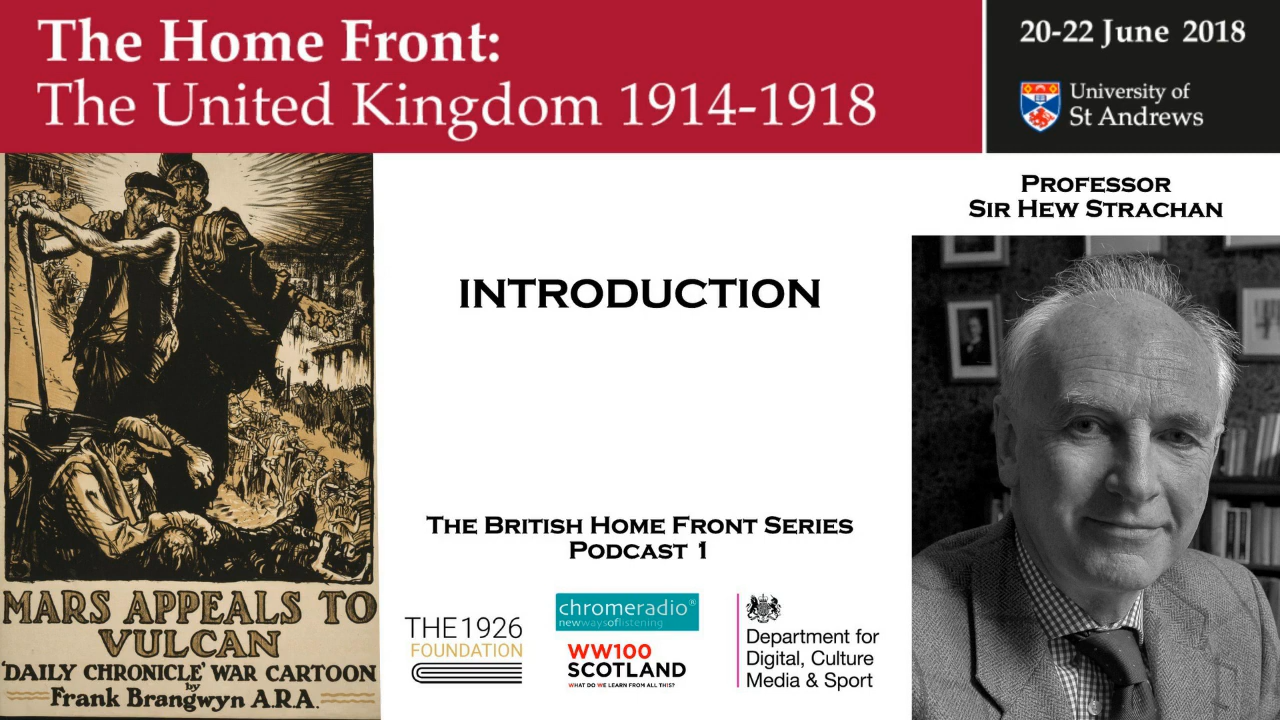 The Home Front:
The United Kingdom 1914-1918
20-22 June 2018
University of
St Andrews
PROFESSOR
SIR HEW STRACHAN
INTRODUCTION
THE BRITISH HOME FRONT SERIES
PODCAST 1
MARS APPEALS TO
VULCAN
'DAILY CHRONICLE' WAR CARTOON
by
Frank Brangwyn A.R.A.
THE 1926
FOUNDATION
chromeradio®
newwaysoflistening
WW100
SCOTLAND
WHAT DO WE LEARN FROM ALL THIS?
Department for
Digital, Culture
Media & Sport